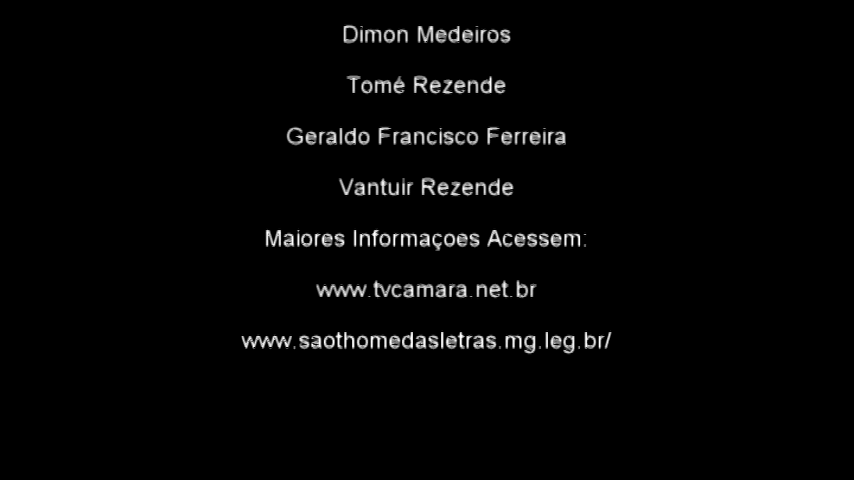 Dimon Medeiros
Tomé Rezende
Geraldo Francisco Ferreira
Vantuir Rezende
Maiores Informaçoes Acessem:
www.tvcamara.net.br
www.saothomedasletras.mg.leg.br/